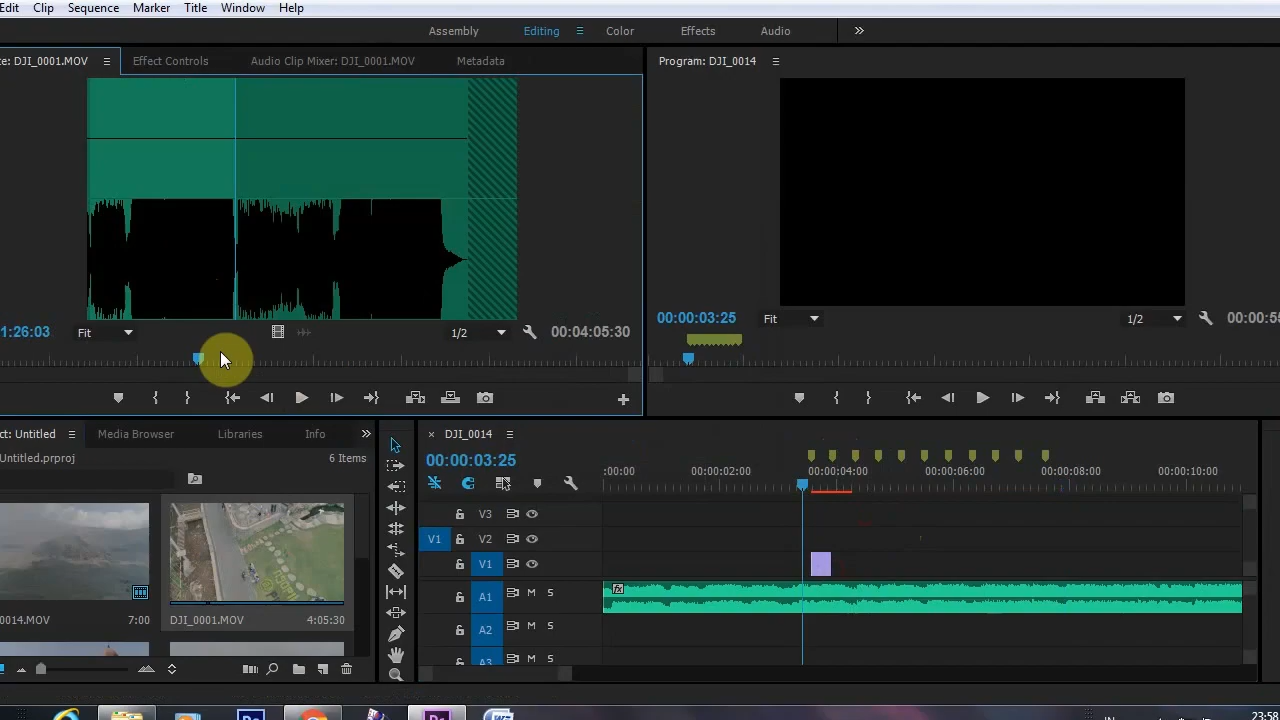 Edit Clip Sequence Marker Title Window Help
Assembly Editing Color Effects Audio
e: DJI_0001.MOV Effect Controls Audio Clip Mixer: DJI_0001.MOV Metadata
Program: DJI_0014
1:26:03 Fit 1/2 00:04:05:30
00:00:03:25 Fit 1/2 00:00:55
ct: Untitled Media Browser Libraries Info
Untitled.prproj
6 Items
0014.MOV 7:00
DJI_0001.MOV 4:05:30
× DJI_0014
00:00:03:25
:00:00 00:00:02:00 00:00:04:00 00:00:06:00 00:00:08:00 00:00:10:00
V3
V1 V2
V1
fx
A1 M S
A2 M S
A3 M S
23:58